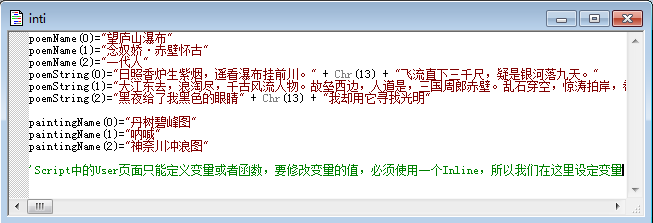 inti
poemName(0)="望庐山瀑布"
poemName(1)="念奴娇·赤壁怀古"
poemName(2)="一代人"
poemString(0)="日照香炉生紫烟，遥看瀑布挂前川。" + Chr(13) + "飞流直下三千尺，疑是银河落九天。"
poemString(1)="大江东去，浪淘尽，千古风流人物。故垒西边，人道是，三国周郎赤壁。乱石穿空，惊涛拍岸，
poemString(2)="黑夜给了我黑色的眼睛" + Chr(13) + "我却用它寻找光明"
paintingName(0)="丹树碧峰图"
paintingName(1)="呐喊"
paintingName(2)="神奈川冲浪图"
'Script中的User页面只能定义变量或者函数，要修改变量的值，必须使用一个Inline，所以我们在这里设定变量